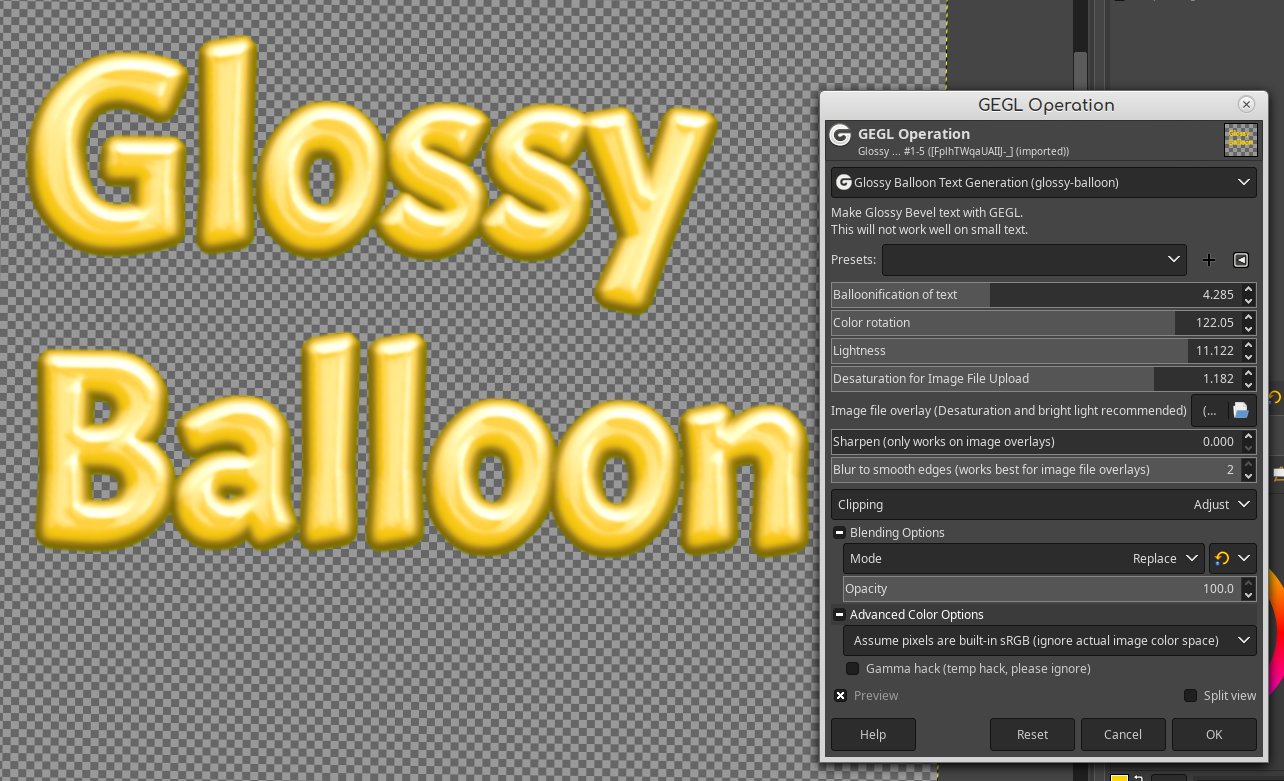 Glossy
Balloon
GEGL Operation
GEGL Operation
Glossy ... #1-5 ([FpIhTWqaUAIIJ-_] (imported))
Glossy Balloon Text Generation (glossy-balloon)
Make Glossy Bevel text with GEGL.
This will not work well on small text.
Presets:
Balloonification of text 4.285
Color rotation 122.05
Lightness 11.122
Desaturation for Image File Upload 1.182
Image file overlay (Desaturation and bright light recommended) (...
Sharpen (only works on image overlays) 0.000
Blur to smooth edges (works best for image file overlays) 2
Clipping Adjust
Blending Options
Mode Replace
Opacity 100.0
Advanced Color Options
Assume pixels are built-in sRGB (ignore actual image color space)
Gamma hack (temp hack, please ignore)
Preview Split view
Help Reset Cancel OK